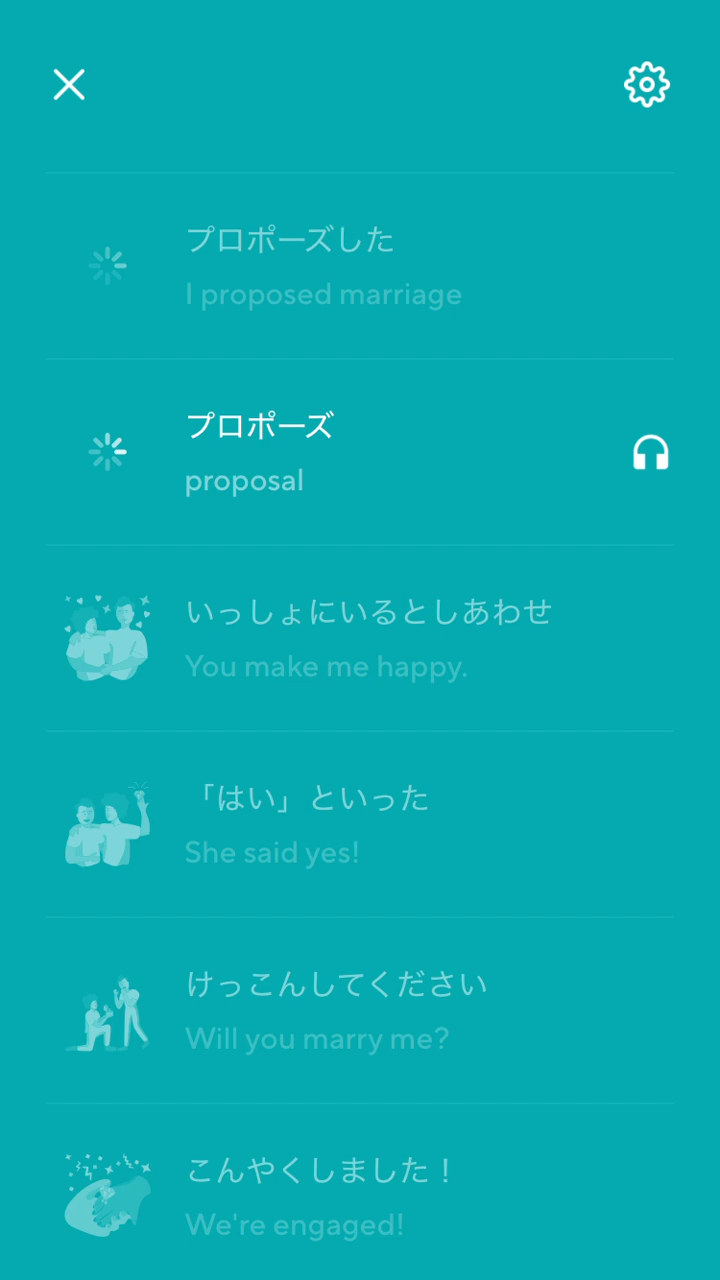 プロポーズした
I proposed marriage
プロポーズ
proposal
いっしょにいるとしあわせ
You make me happy.
「はい」といった
She said yes!
けっこんしてください
Will you marry me?
こんやくしました！
We're engaged!